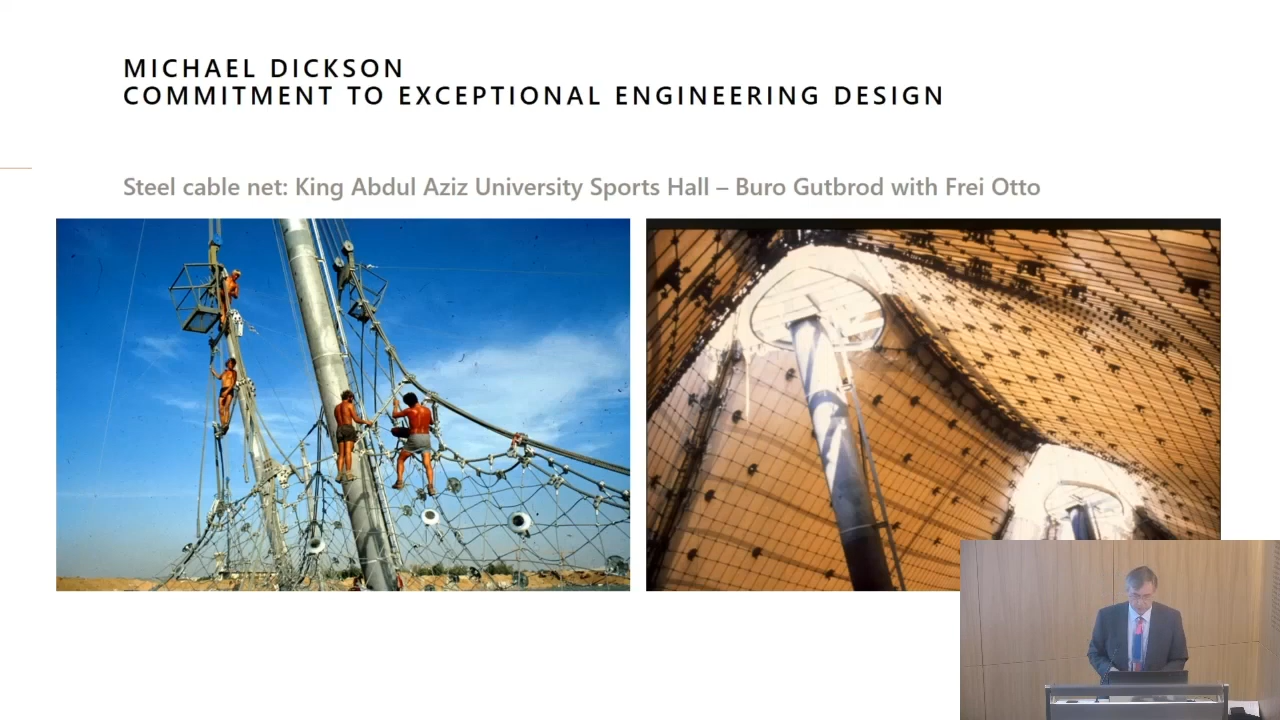 MICHAEL DICKSON
COMMITMENT TO EXCEPTIONAL ENGINEERING DESIGN
Steel cable net: King Abdul Aziz University Sports Hall – Buro Gutbrod with Frei Otto